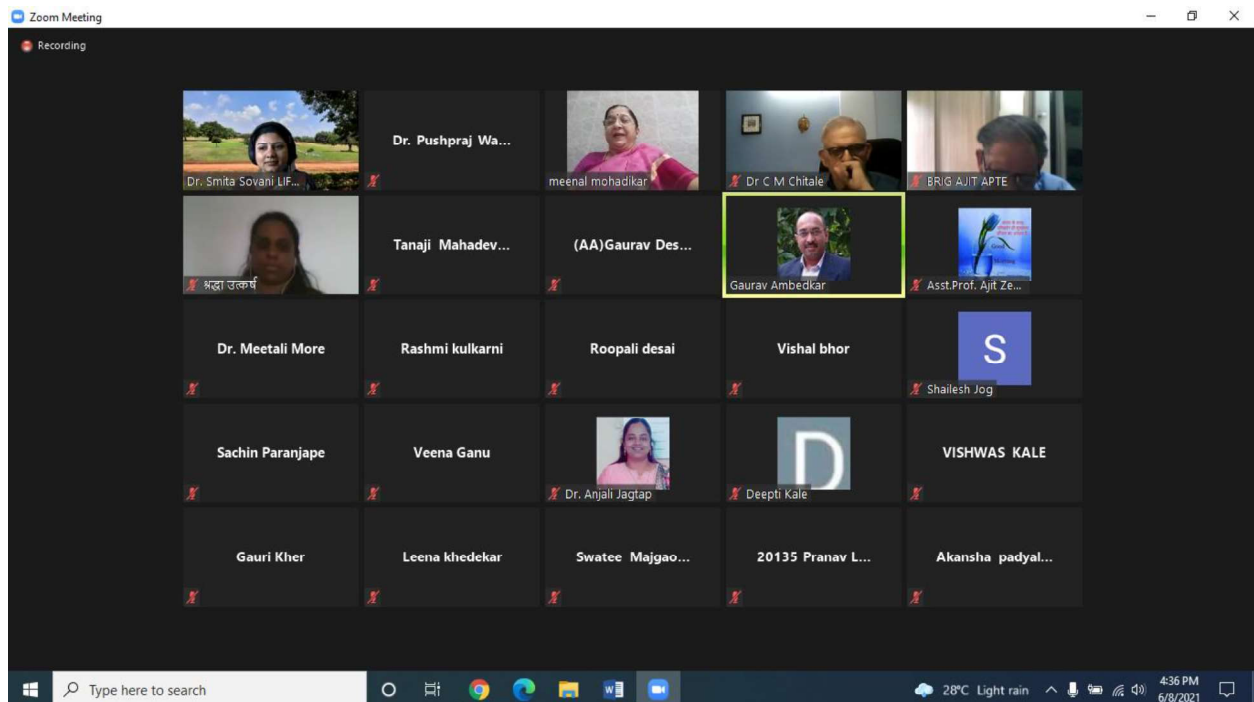 Zoom Meeting
Recording
Dr. Smita Sovani LIF...
Dr. Pushpraj Wa...
meenal mohadikar
Dr C M Chitale
BRIG AJIT APTE
श्रद्धा उत्कर्ष
Tanaji Mahadev...
(AA)Gaurav Des...
Gaurav Ambedkar
Asst.Prof. Ajit Ze...
Dr. Meetali More
Rashmi kulkarni
Roopali desai
Vishal bhor
S
Shailesh Jog
Sachin Paranjape
Veena Ganu
Dr. Anjali Jagtap
D
Deepti Kale
VISHWAS KALE
Gauri Kher
Leena khedekar
Swatee Majgao...
20135 Pranav L...
Akansha padyal...
Type here to search
28°C Light rain
4:36 PM
6/8/2021